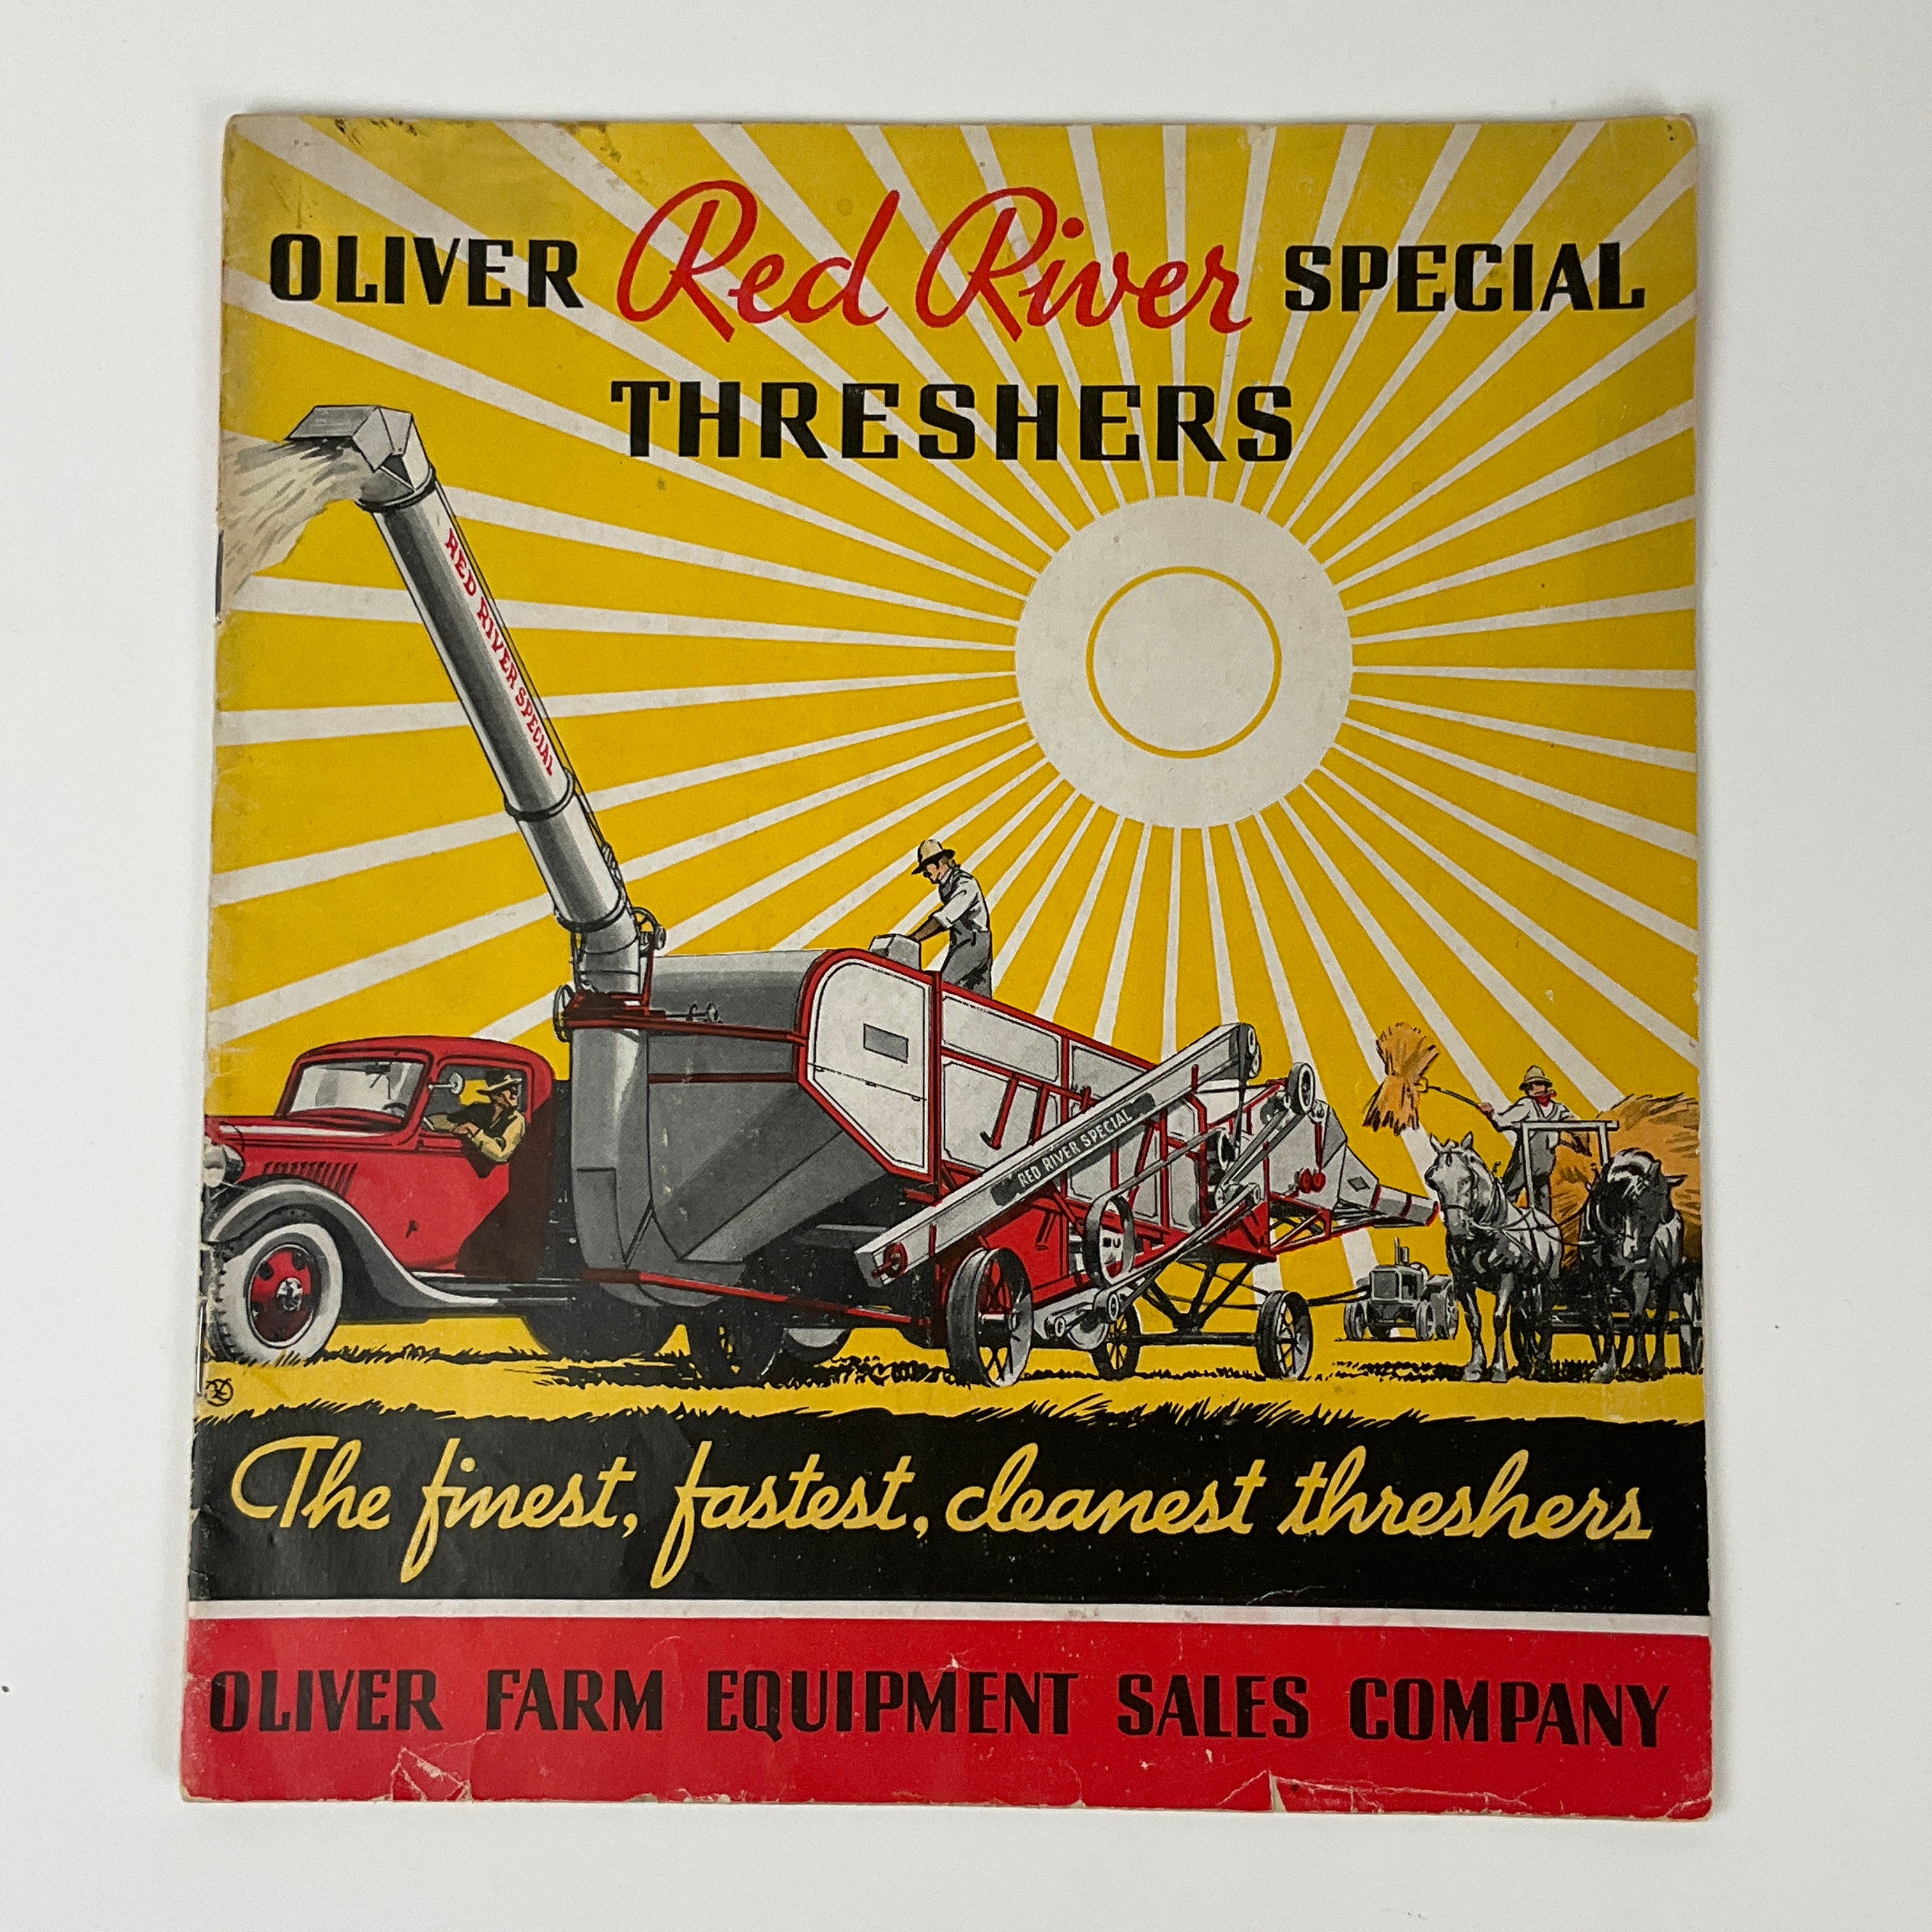 OLIVER Red River SPECIAL
THRESHERS
RED RIVER SPECIAL
RED RIVER SPECIAL
The finest, fastest, cleanest threshers
OLIVER FARM EQUIPMENT SALES COMPANY